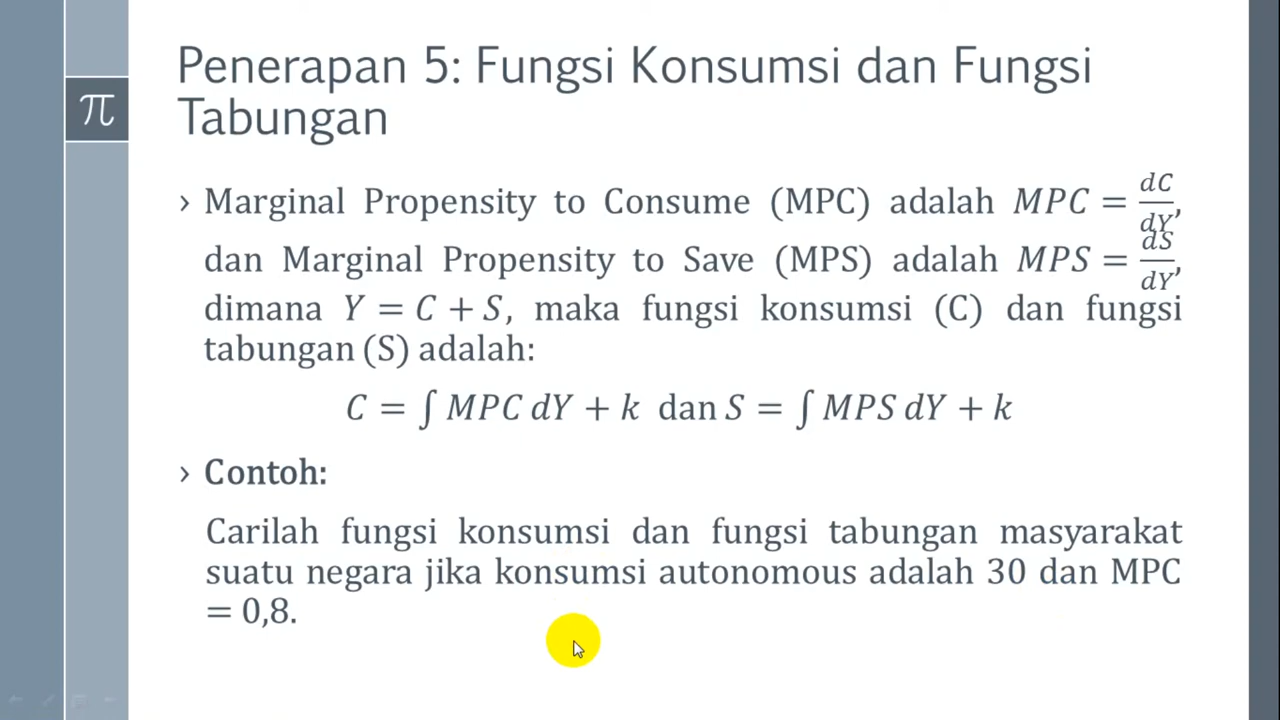 π
Penerapan 5: Fungsi Konsumsi dan Fungsi
Tabungan
› Marginal Propensity to Consume (MPC) adalah MPC = dC/dY,
dan Marginal Propensity to Save (MPS) adalah MPS = dS/dY,
dimana Y = C + S, maka fungsi konsumsi (C) dan fungsi
tabungan (S) adalah:
C = ∫ MPC dY + k dan S = ∫ MPS dY + k
› Contoh:
Carilah fungsi konsumsi dan fungsi tabungan masyarakat
suatu negara jika konsumsi autonomous adalah 30 dan MPC
= 0,8.